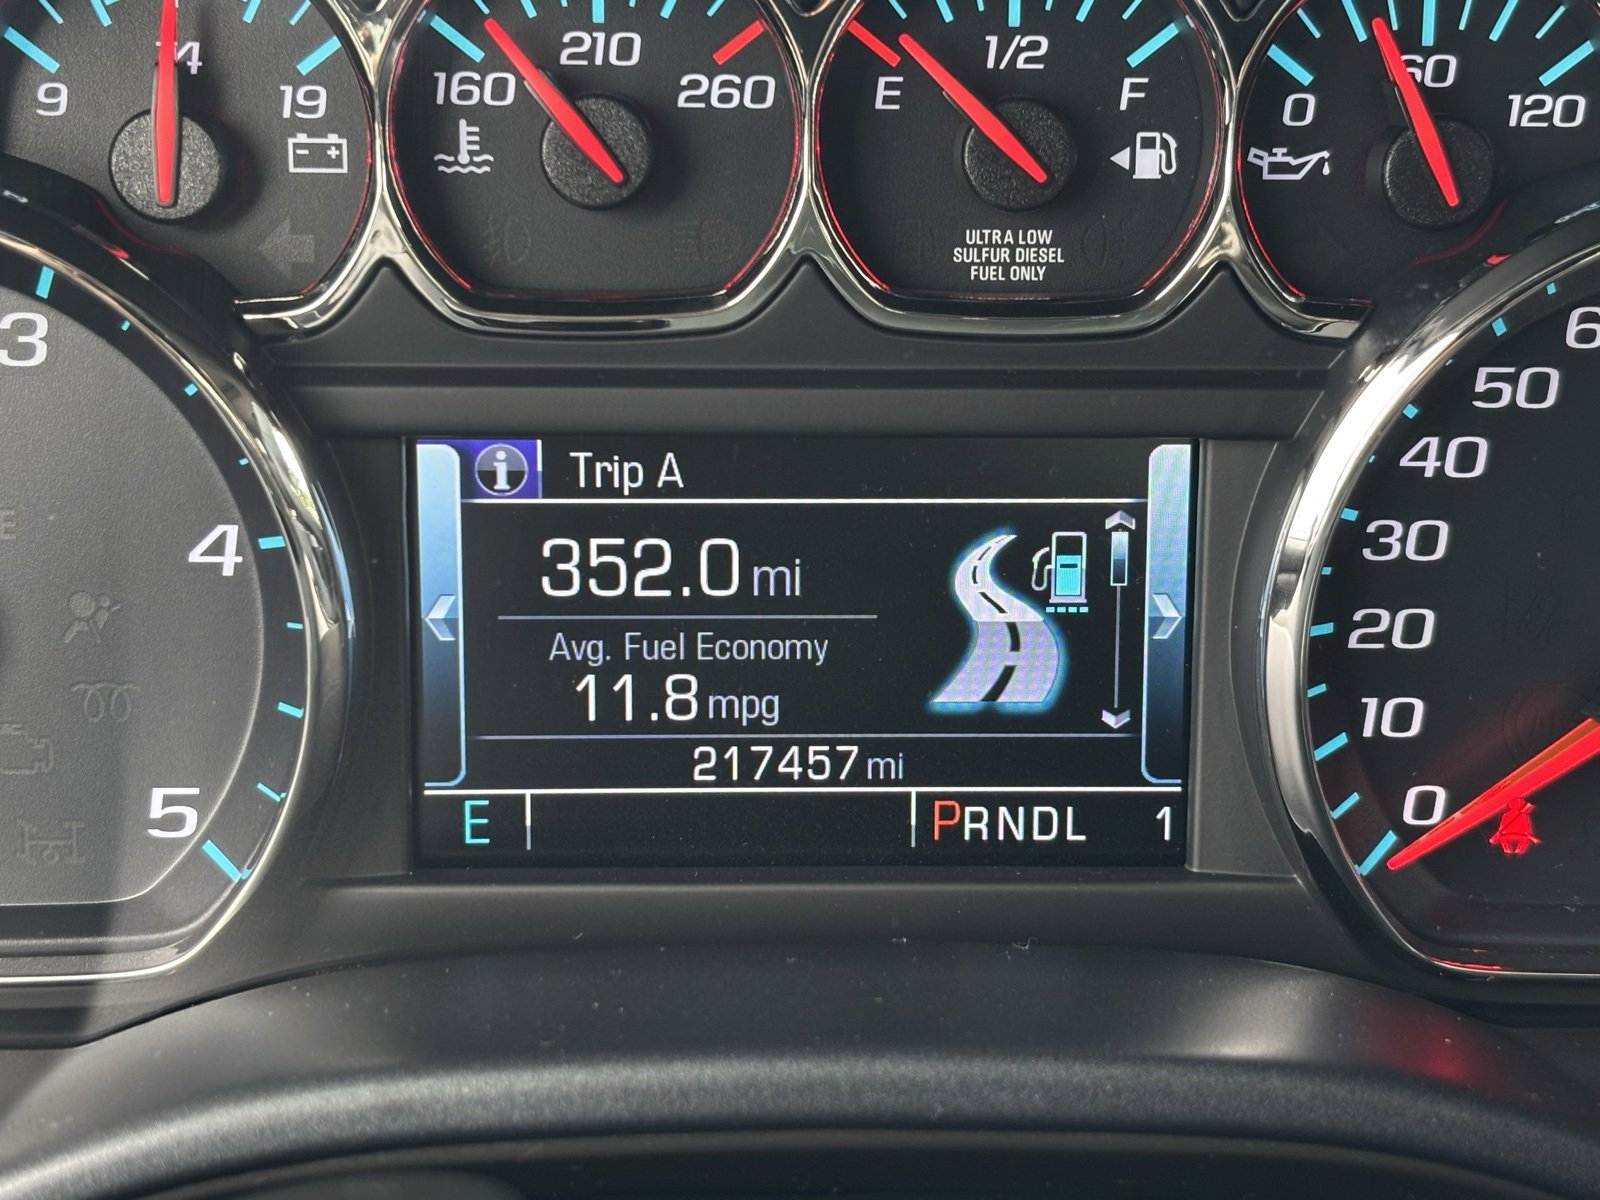 9 14 19
160 210 260
E 1/2 F
0 60 120
ULTRA LOW
SULFUR DIESEL
FUEL ONLY
3
4
5
Trip A
352.0 mi
Avg. Fuel Economy
11.8 mpg
217457 mi
E
PRNDL 1
50
40
30
20
10
0